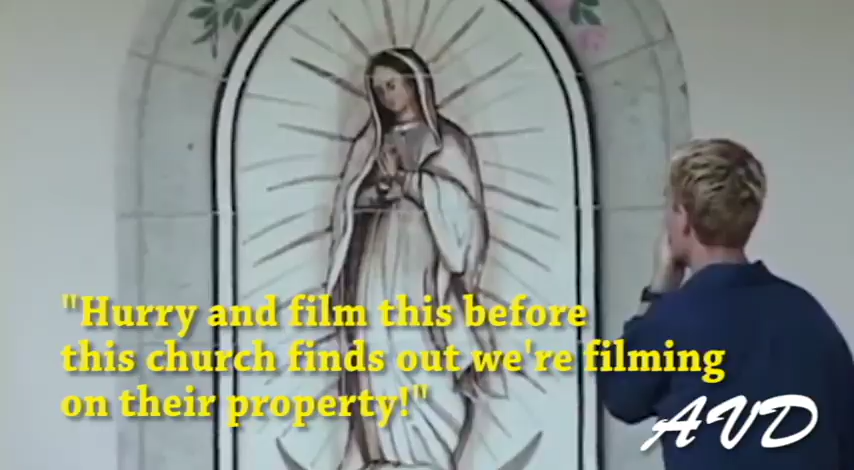 "Hurry and film this before
this church finds out we're filming
on their property!"
AVD